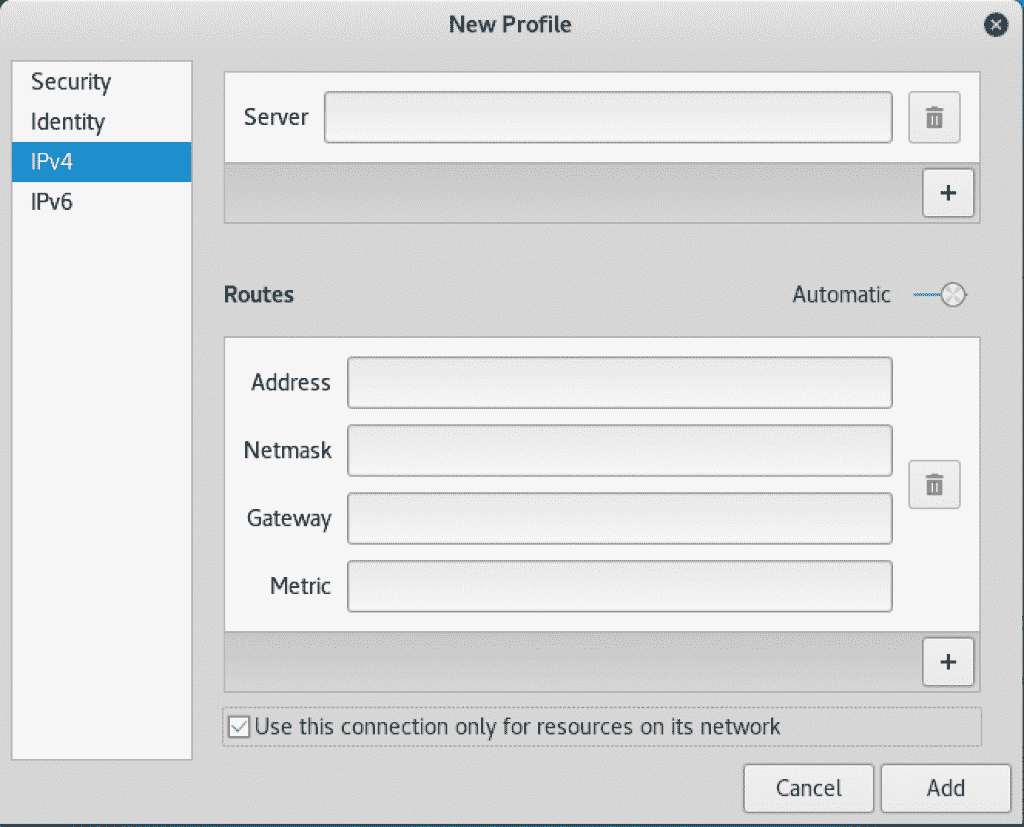 New Profile
Security
Identity
IPv4
IPv6
Server
+
Routes
Automatic
Address
Netmask
Gateway
Metric
+
Use this connection only for resources on its network
Cancel
Add